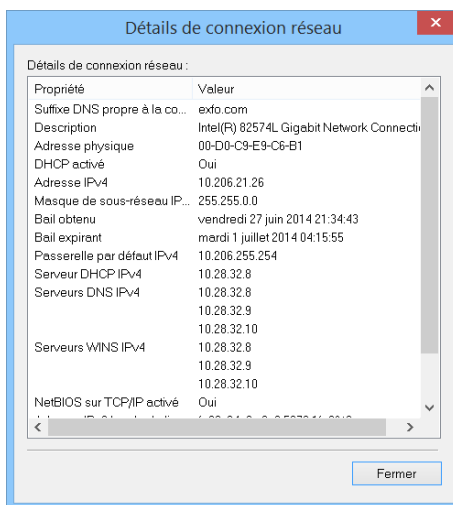 Détails de connexion réseau
Détails de connexion réseau :
Propriété Valeur
Suffixe DNS propre à la co... exfo.com
Description Intel(R) 82574L Gigabit Network Connecti
Adresse physique 00-D0-C9-E9-C6-B1
DHCP activé Oui
Adresse IPv4 10.206.21.26
Masque de sous-réseau IP... 255.255.0.0
Bail obtenu vendredi 27 juin 2014 21:34:43
Bail expirant mardi 1 juillet 2014 04:15:55
Passerelle par défaut IPv4 10.206.255.254
Serveur DHCP IPv4 10.28.32.8
Serveurs DNS IPv4 10.28.32.8
10.28.32.9
10.28.32.10
Serveurs WINS IPv4 10.28.32.8
10.28.32.9
10.28.32.10
NetBIOS sur TCP/IP activé Oui
Fermer